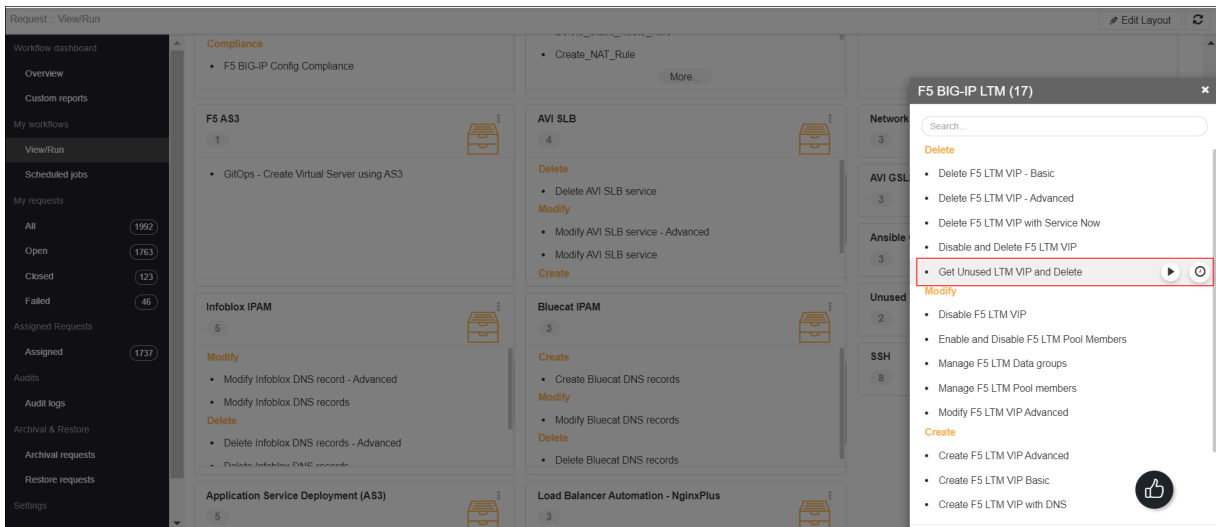 Request :: View/Run
Edit Layout
Workflow dashboard
Overview
Custom reports
My workflows
View/Run
Scheduled jobs
My requests
All 1992
Open 1763
Closed 123
Failed 46
Assigned Requests
Assigned 1737
Audits
Audit logs
Archival & Restore
Archival requests
Restore requests
Settings
Compliance
F5 BIG-IP Config Compliance
Create_NAT_Rule
More...
F5 AS3
1
GitOps - Create Virtual Server using AS3
AVI SLB
4
Delete
Delete AVI SLB service
Modify
Modify AVI SLB service - Advanced
Modify AVI SLB service
Create
Network
3
AVI GSL
3
Ansible
3
Unused
2
SSH
8
Infoblox IPAM
5
Modify
Modify Infoblox DNS record - Advanced
Modify Infoblox DNS records
Delete
Delete Infoblox DNS records - Advanced
Delete Infoblox DNS records
Bluecat IPAM
3
Create
Create Bluecat DNS records
Modify
Modify Bluecat DNS records
Delete
Delete Bluecat DNS records
Application Service Deployment (AS3)
5
Load Balancer Automation - NginxPlus
3
F5 BIG-IP LTM (17)
Search...
Delete
Delete F5 LTM VIP - Basic
Delete F5 LTM VIP - Advanced
Delete F5 LTM VIP with Service Now
Disable and Delete F5 LTM VIP
Get Unused LTM VIP and Delete
Modify
Disable F5 LTM VIP
Enable and Disable F5 LTM Pool Members
Manage F5 LTM Data groups
Manage F5 LTM Pool members
Modify F5 LTM VIP Advanced
Create
Create F5 LTM VIP Advanced
Create F5 LTM VIP Basic
Create F5 LTM VIP with DNS